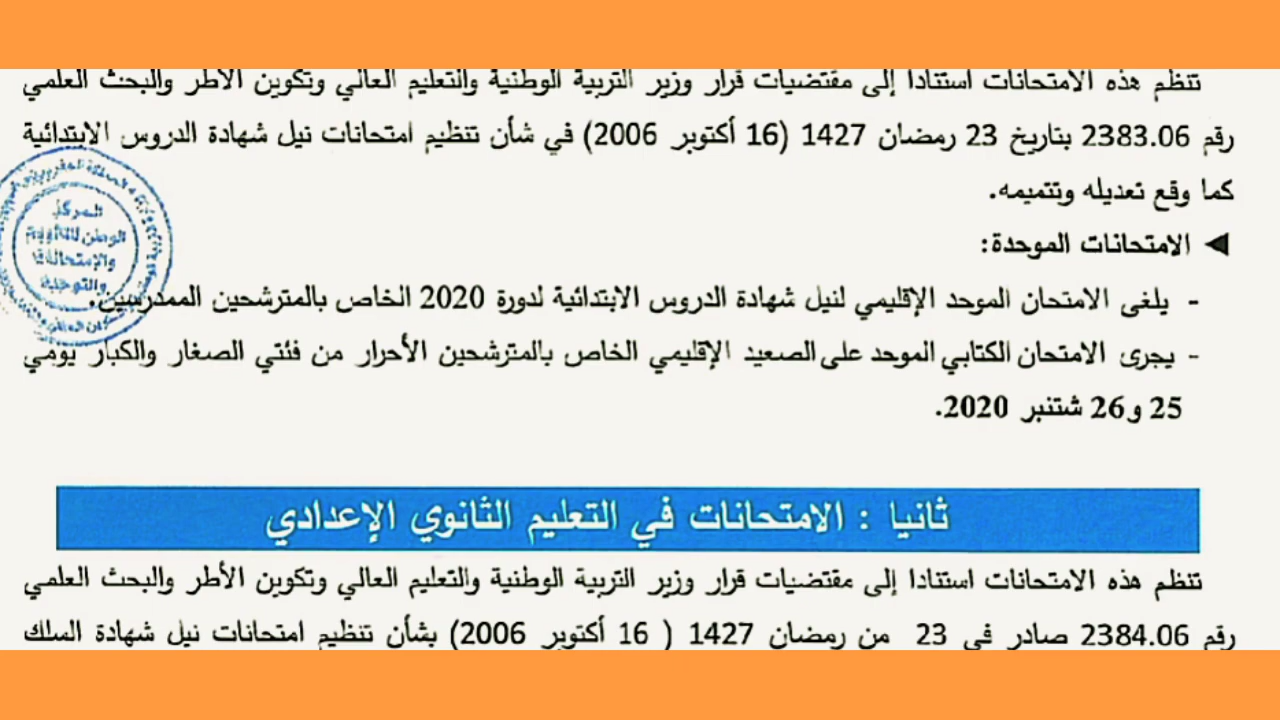 تنظم هذه الامتحانات استنادا إلى مقتضيات قرار وزير التربية الوطنية والتعليم العالي وتكوين الأطر والبحث العلمي
رقم 2383.06 بتاريخ 23 رمضان 1427 (16 أكتوبر 2006) في شأن تنظيم امتحانات نيل شهادة الدروس الابتدائية
كما وقع تعديله وتتميمه.
◄ الامتحانات الموحدة:
- يلغى الامتحان الموحد الإقليمي لنيل شهادة الدروس الابتدائية لدورة 2020 الخاص بالمترشحين الممدرسين.
- يجرى الامتحان الكتابي الموحد على الصعيد الإقليمي الخاص بالمترشحين الأحرار من فئتي الصغار والكبار يومي
25 و26 شتنبر 2020.
المركز
الوطني للتقويم
والامتحانات
والتوجيه
ثانيا : الامتحانات في التعليم الثانوي الإعدادي
تنظم هذه الامتحانات استنادا إلى مقتضيات قرار وزير التربية الوطنية والتعليم العالي وتكوين الأطر والبحث العلمي
رقم 2384.06 صادر في 23 من رمضان 1427 ( 16 أكتوبر 2006) بشأن تنظيم امتحانات نيل شهادة السلك